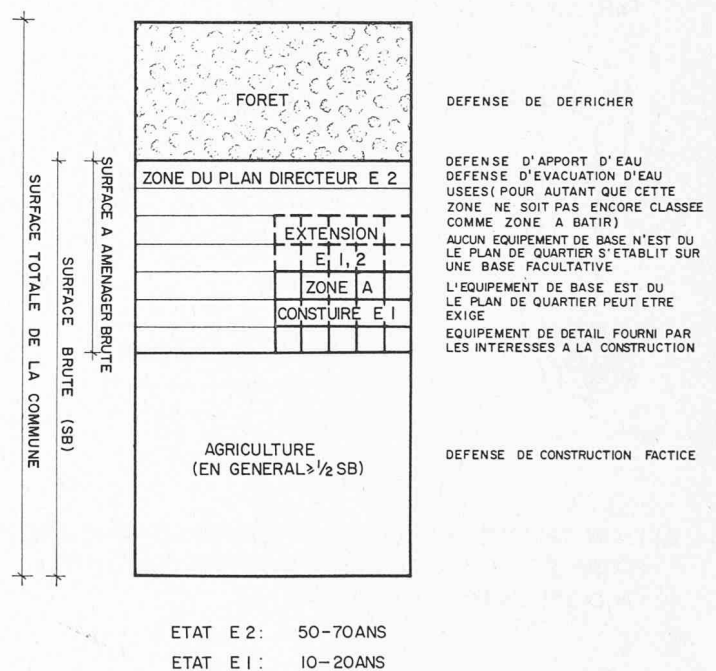 FORET
DEFENSE DE DEFRICHER
SURFACE TOTALE DE LA COMMUNE
SURFACE BRUTE (SB)
SURFACE A AMENAGER BRUTE
ZONE DU PLAN DIRECTEUR E 2
DEFENSE D'APPORT D'EAU
DEFENSE D'EVACUATION D'EAU
USEES (POUR AUTANT QUE CETTE
ZONE NE SOIT PAS ENCORE CLASSEE
COMME ZONE A BATIR)
EXTENSION
E 1, 2
AUCUN EQUIPEMENT DE BASE N'EST DU
LE PLAN DE QUARTIER S'ETABLIT SUR
UNE BASE FACULTATIVE
ZONE A
CONSTUIRE E 1
L'EQUIPEMENT DE BASE EST DU
LE PLAN DE QUARTIER PEUT ETRE
EXIGE
EQUIPEMENT DE DETAIL FOURNI PAR
LES INTERESSES A LA CONSTRUCTION
AGRICULTURE
(EN GENERAL ≥ ½ SB)
DEFENSE DE CONSTRUCTION FACTICE
ETAT E 2: 50-70 ANS
ETAT E 1: 10-20 ANS